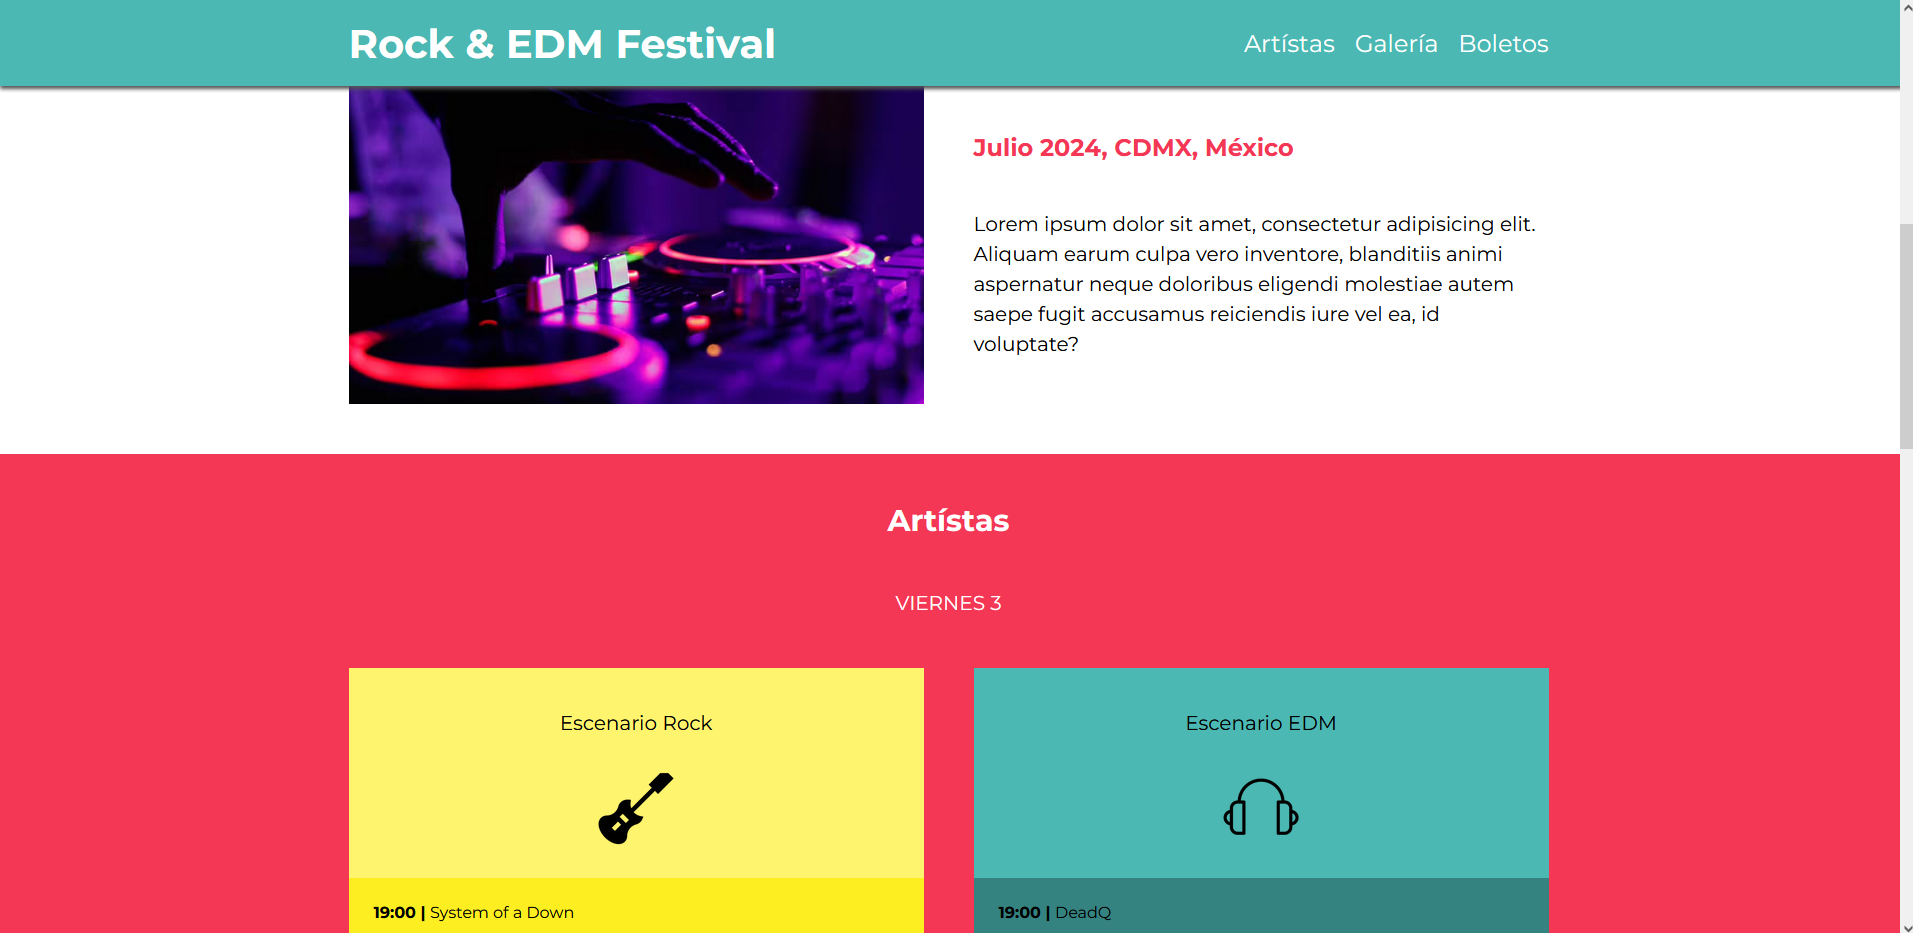 Rock & EDM Festival
Artístas Galería Boletos
Julio 2024, CDMX, México
Lorem ipsum dolor sit amet, consectetur adipisicing elit.
Aliquam earum culpa vero inventore, blanditiis animi
aspernatur neque doloribus eligendi molestiae autem
saepe fugit accusamus reiciendis iure vel ea, id
voluptate?
Artístas
VIERNES 3
Escenario Rock
19:00 | System of a Down
Escenario EDM
19:00 | DeadQ